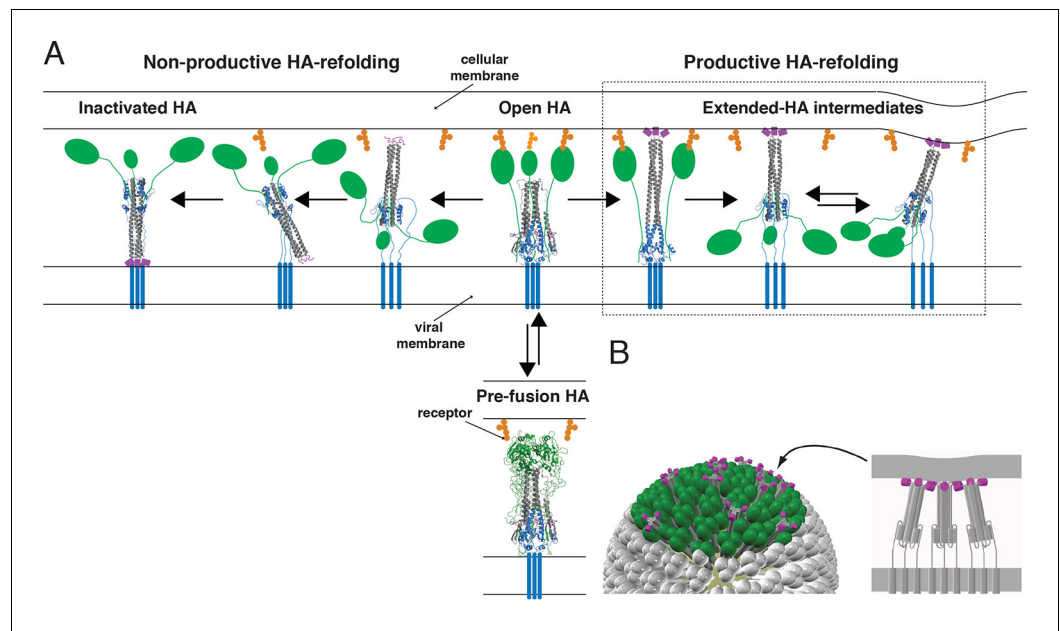 A
Non-productive HA-refolding
cellular
membrane
Productive HA-refolding
Inactivated HA
Open HA
Extended-HA intermediates
viral
membrane
B
Pre-fusion HA
receptor